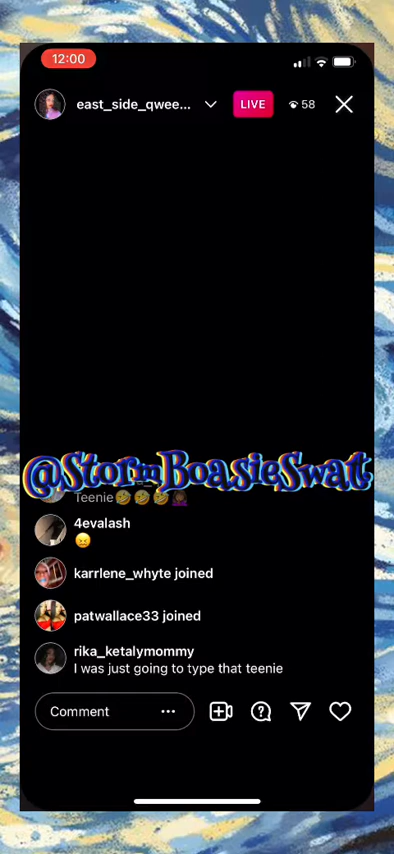 12:00
east_side_qwee...
LIVE
58
@StormBoasieSwat
Teenie🤣🤣🤣🤦🏾‍♀️
4evalash
😠
karrlene_whyte joined
patwallace33 joined
rika_ketalymommy
I was just going to type that teenie
Comment